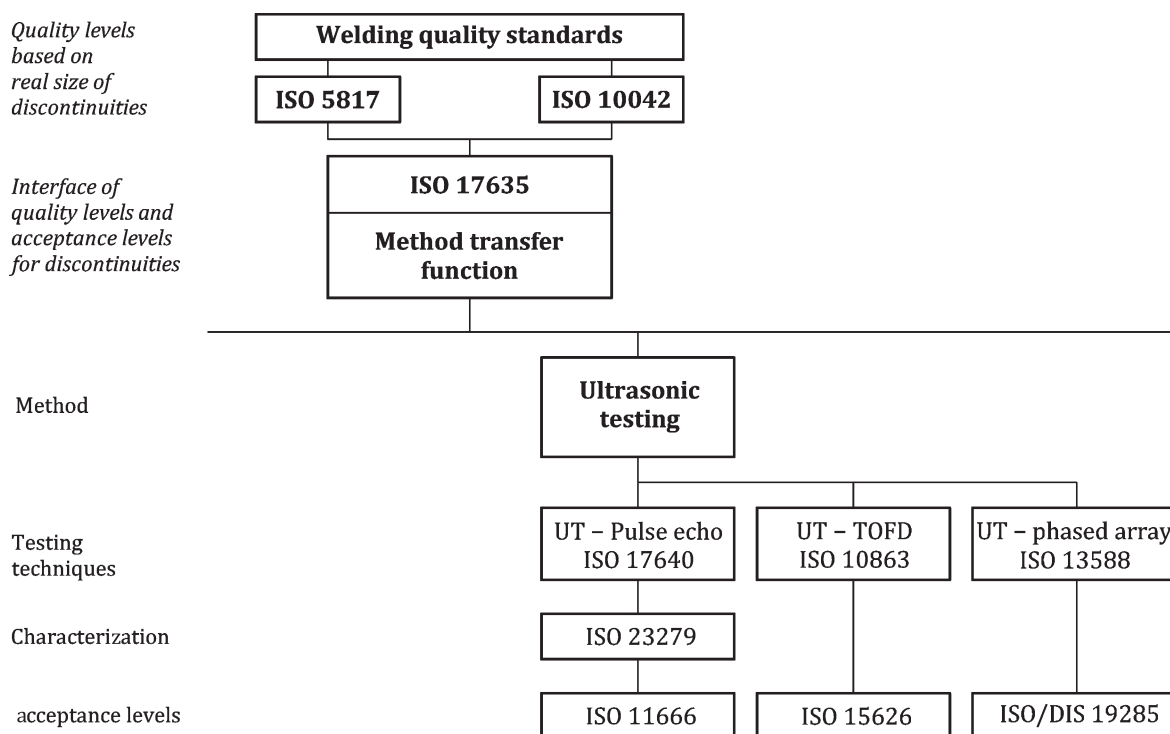 Quality levels
based on
real size of
discontinuities
Welding quality standards
ISO 5817
ISO 10042
Interface of
quality levels and
acceptance levels
for discontinuities
ISO 17635
Method transfer
function
Method
Ultrasonic
testing
Testing
techniques
UT – Pulse echo
ISO 17640
UT – TOFD
ISO 10863
UT – phased array
ISO 13588
Characterization
ISO 23279
acceptance levels
ISO 11666
ISO 15626
ISO/DIS 19285